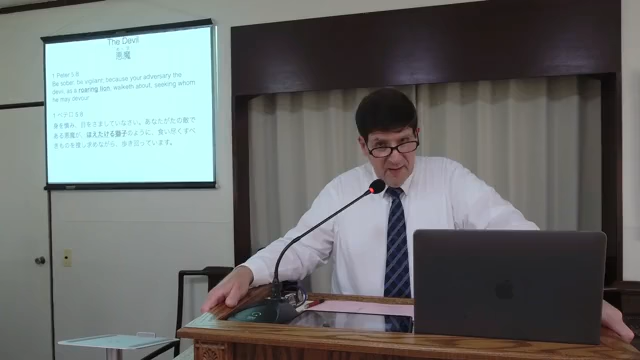 The Devil
あくま
悪魔
1 Peter 5:8
Be sober, be vigilant; because your adversary the
devil, as a roaring lion, walketh about, seeking whom
he may devour
1 ペテロ 5:8
身を慎み、目をさましていなさい。あなたがたの敵で
ある悪魔が、ほえたける獅子のように、食い尽くすべ
きものを捜し求めながら、歩き回っています。